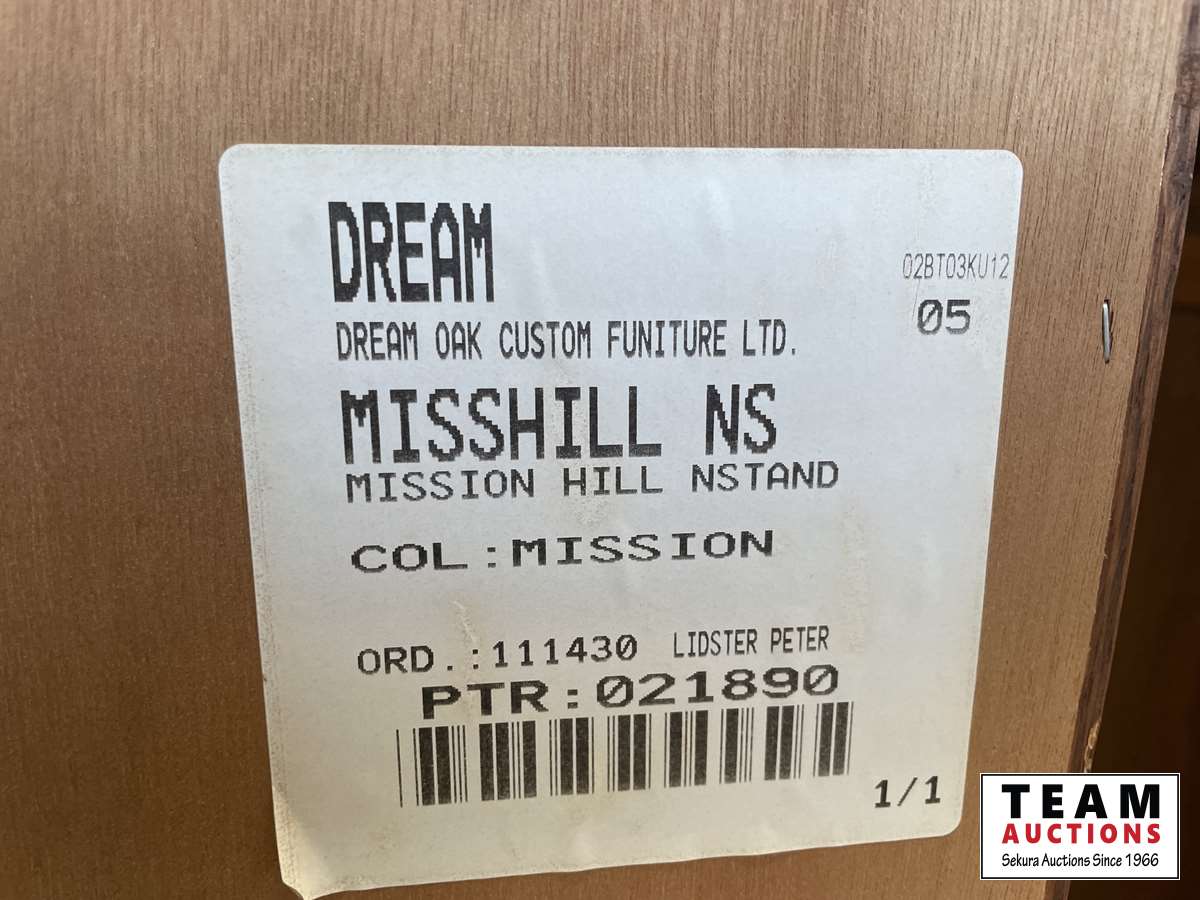 DREAM
02BT03KU12
05
DREAM OAK CUSTOM FUNITURE LTD.
MISSHILL NS
MISSION HILL NSTAND
COL:MISSION
ORD.:111430 LIDSTER PETER
PTR:021890
1/1
TEAM
AUCTIONS
Sekura Auctions Since 1966